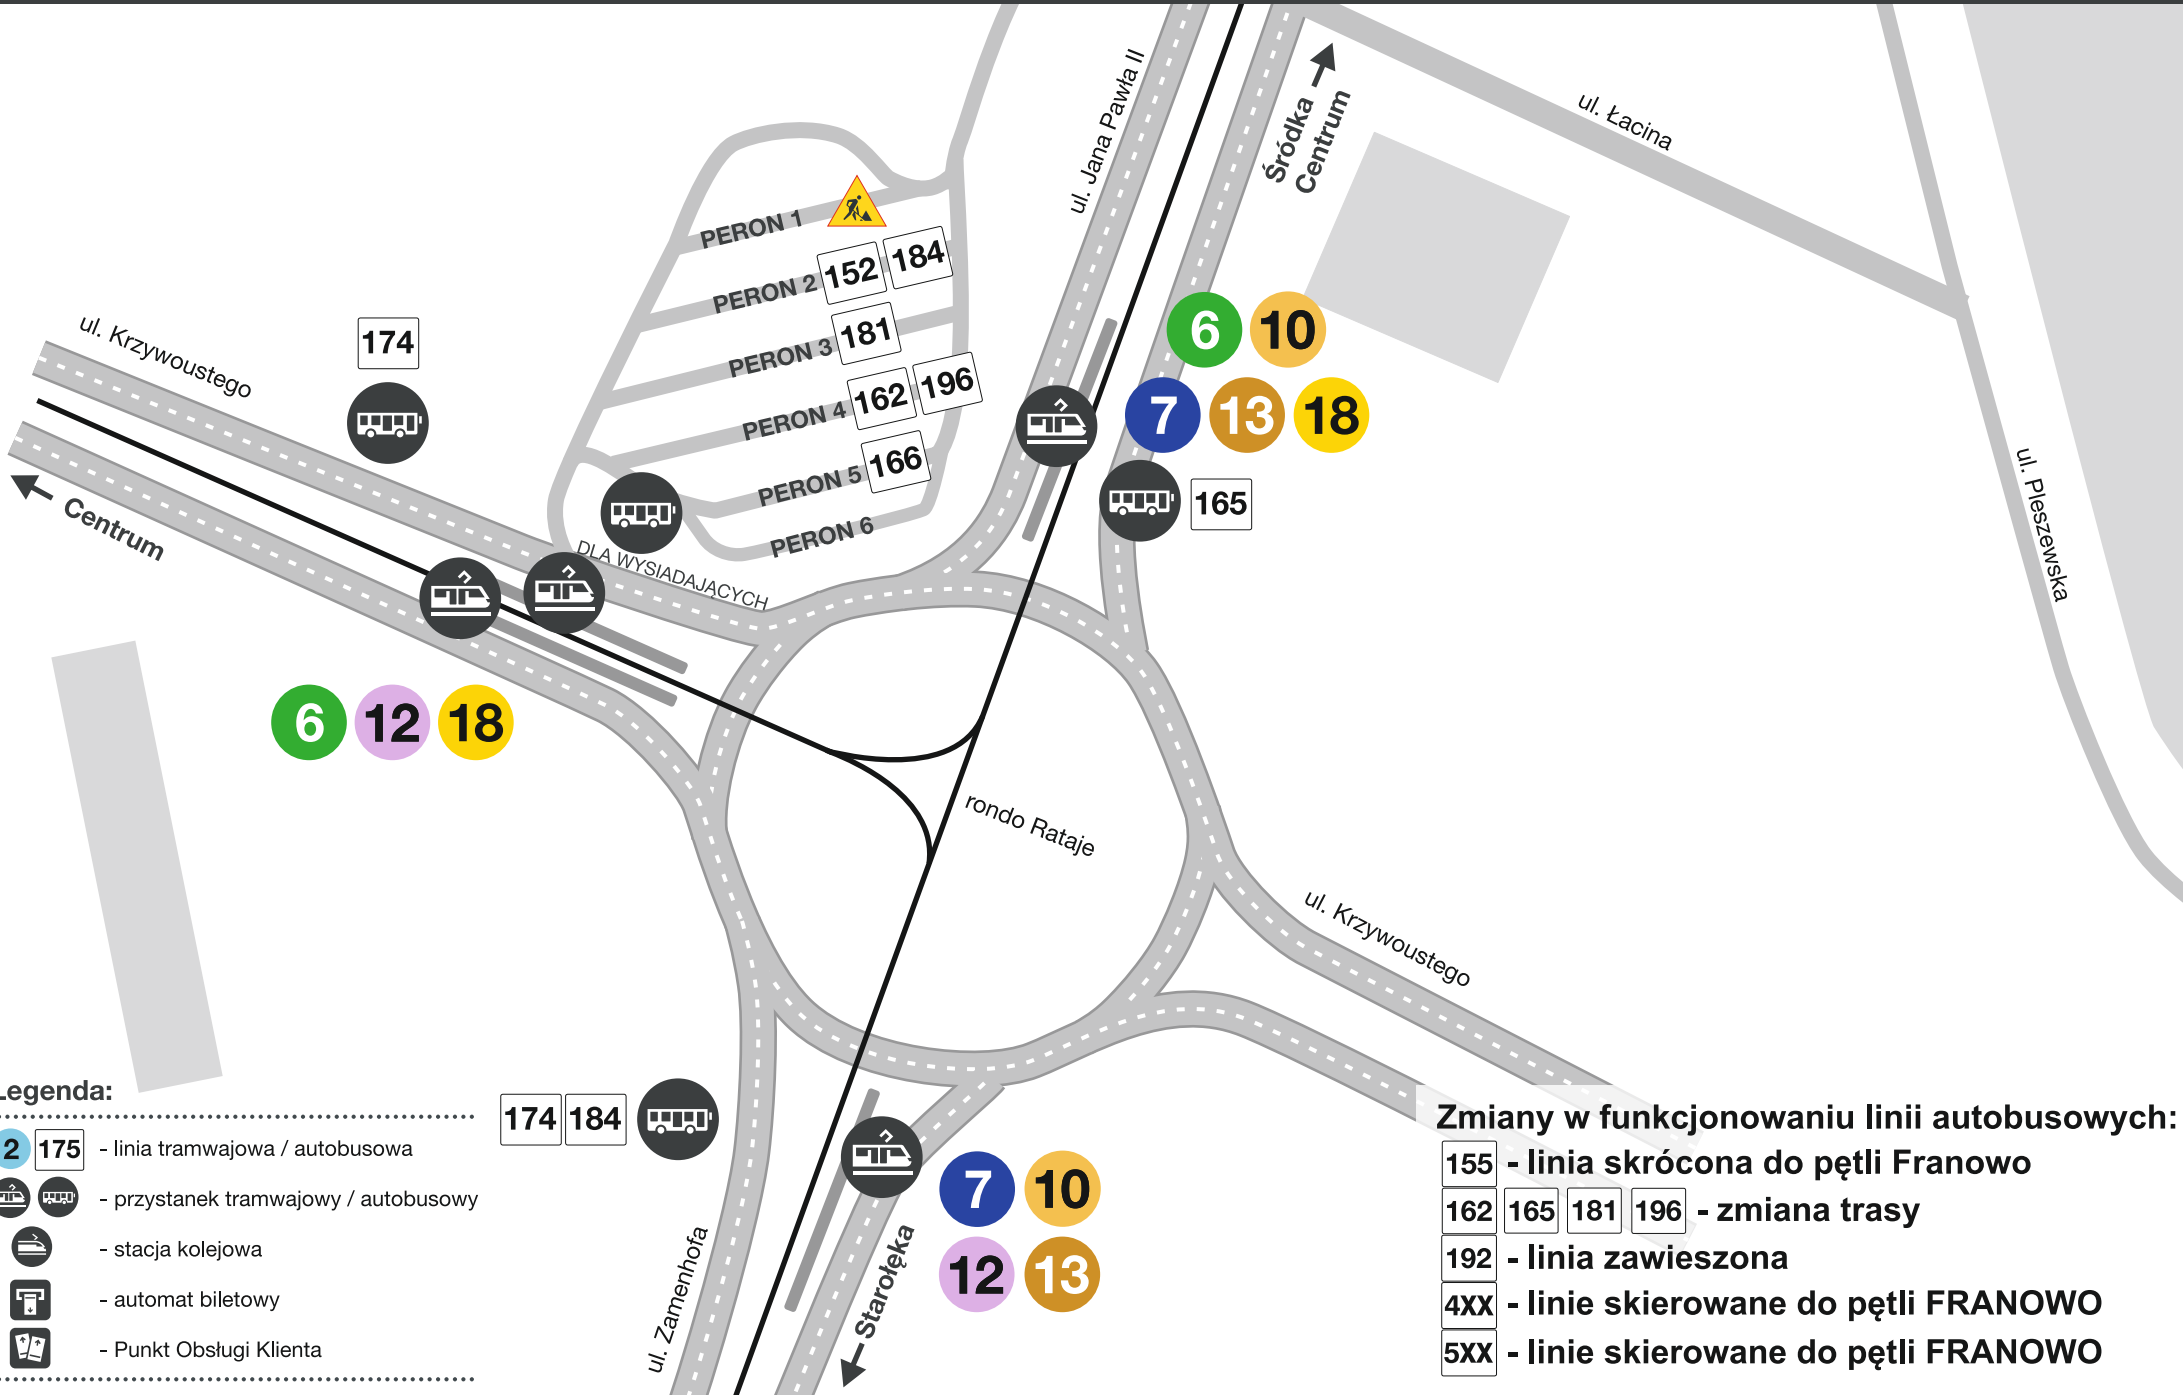 ul. Jana Pawła II
Śródka
Centrum
ul. Łacina
PERON 1
PERON 2 152 184
PERON 3 181
PERON 4 162 196
PERON 5 166
PERON 6
DLA WYSIADAJĄCYCH
ul. Krzywoustego
174
Centrum
6 10
7 13 18
165
ul. Pleszewska
6 12 18
rondo Rataje
ul. Krzywoustego
174 184
7 10
12 13
ul. Zamenhofa
Starołęka
Legenda:
2 175 - linia tramwajowa / autobusowa
- przystanek tramwajowy / autobusowy
- stacja kolejowa
- automat biletowy
- Punkt Obsługi Klienta
Zmiany w funkcjonowaniu linii autobusowych:
155 - linia skrócona do pętli Franowo
162 165 181 196 - zmiana trasy
192 - linia zawieszona
4XX - linie skierowane do pętli FRANOWO
5XX - linie skierowane do pętli FRANOWO